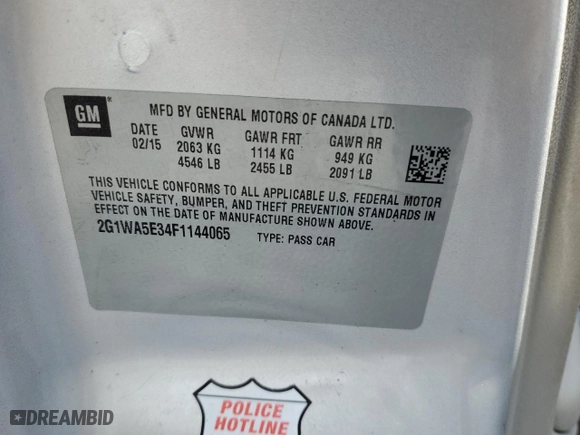 GM
MFD BY GENERAL MOTORS OF CANADA LTD.
DATE GVWR GAWR FRT GAWR RR
02/15 2063 KG 1114 KG 949 KG
4546 LB 2455 LB 2091 LB
THIS VEHICLE CONFORMS TO ALL APPLICABLE U.S. FEDERAL MOTOR
VEHICLE SAFETY, BUMPER, AND THEFT PREVENTION STANDARDS IN
EFFECT ON THE DATE OF MANUFACTURE SHOWN ABOVE.
2G1WA5E34F1144065 TYPE: PASS CAR
POLICE
HOTLINE
DREAMBID